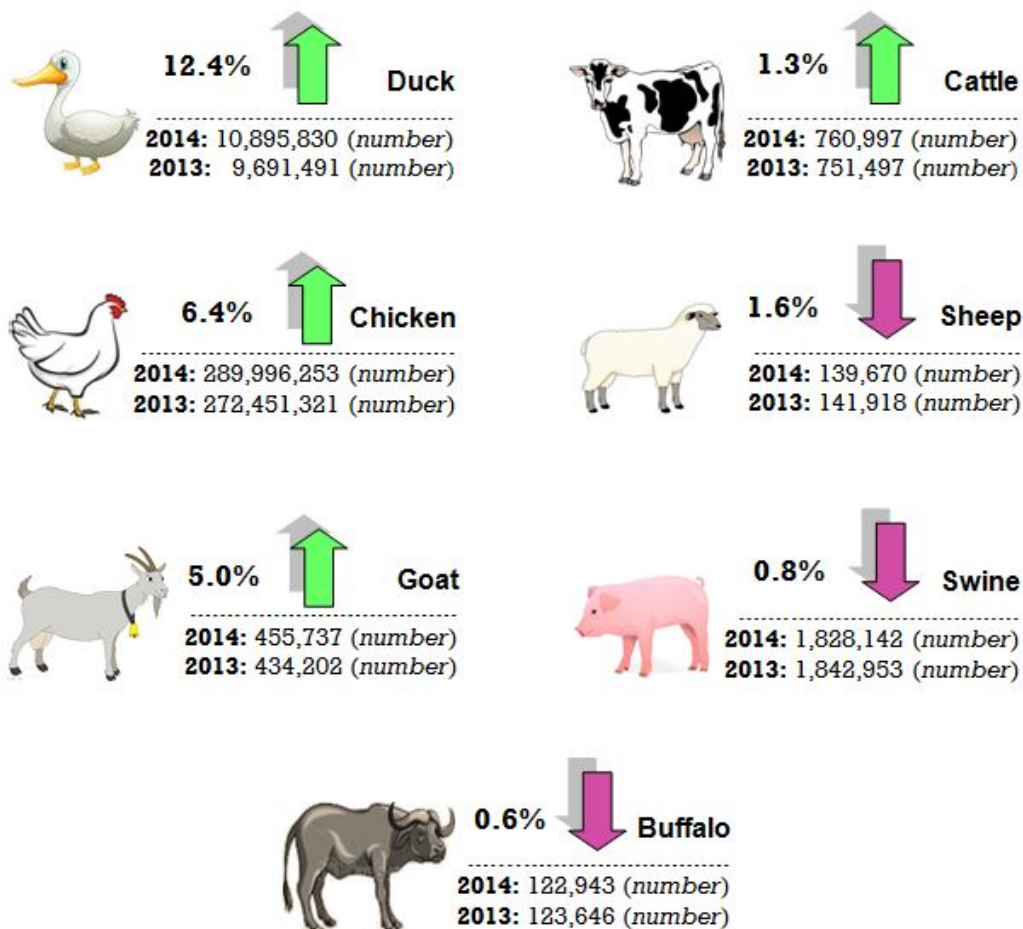 12.4%
Duck
2014: 10,895,830 (number)
2013: 9,691,491 (number)
1.3%
Cattle
2014: 760,997 (number)
2013: 751,497 (number)
6.4%
Chicken
2014: 289,996,253 (number)
2013: 272,451,321 (number)
1.6%
Sheep
2014: 139,670 (number)
2013: 141,918 (number)
5.0%
Goat
2014: 455,737 (number)
2013: 434,202 (number)
0.8%
Swine
2014: 1,828,142 (number)
2013: 1,842,953 (number)
0.6%
Buffalo
2014: 122,943 (number)
2013: 123,646 (number)